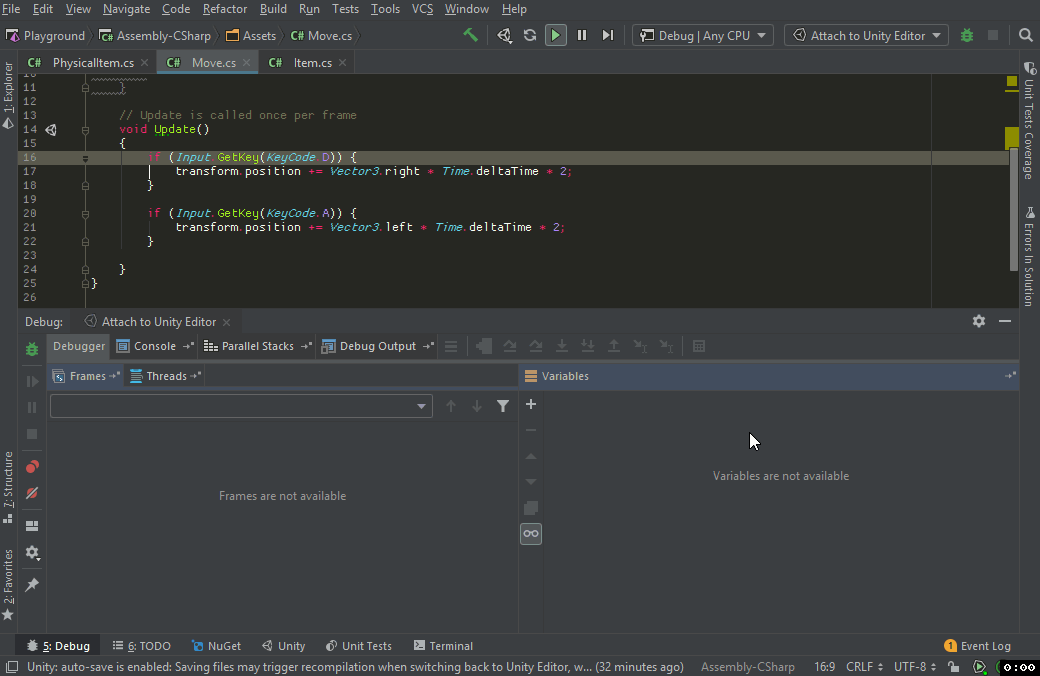 File Edit View Navigate Code Refactor Build Run Tests Tools VCS Window Help
Playground Assembly-CSharp Assets C# Move.cs Debug | Any CPU Attach to Unity Editor
C# PhysicalItem.cs C# Move.cs C# Item.cs
1: Explorer
Unit Tests Coverage
Errors In Solution
10
11 }
12
13 // Update is called once per frame
14 void Update()
15 {
16 if (Input.GetKey(KeyCode.D)) {
17 transform.position += Vector3.right * Time.deltaTime * 2;
18 }
19
20 if (Input.GetKey(KeyCode.A)) {
21 transform.position += Vector3.left * Time.deltaTime * 2;
22 }
23
24 }
25 }
26
Debug: Attach to Unity Editor
Debugger Console Parallel Stacks Debug Output
Frames Threads Variables
Frames are not available
Variables are not available
7: Structure
2: Favorites
5: Debug 6: TODO NuGet Unity Unit Tests Terminal 1 Event Log
Unity: auto-save is enabled: Saving files may trigger recompilation when switching back to Unity Editor, w... (32 minutes ago) Assembly-CSharp 16:9 CRLF UTF-8 0:00